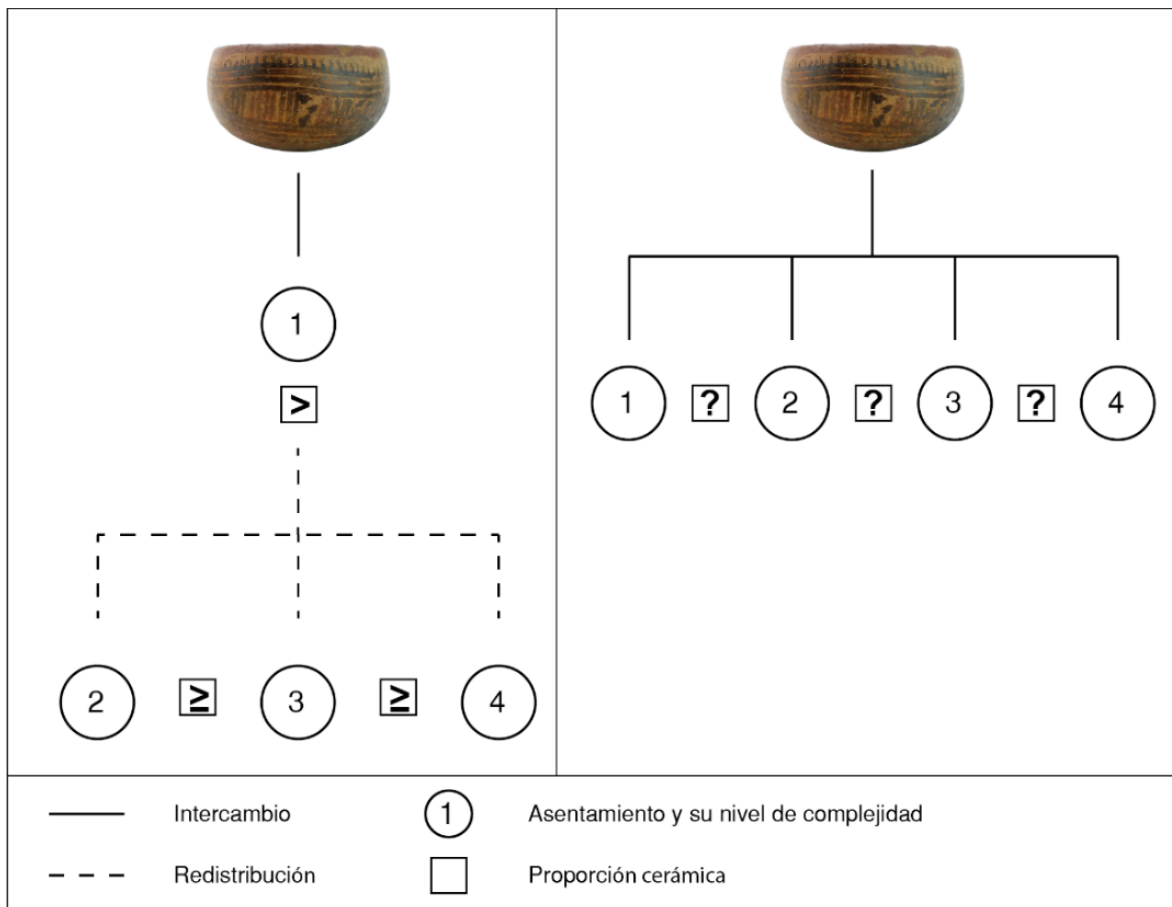 1
>
2 ≥ 3 ≥ 4
1 ? 2 ? 3 ? 4
Intercambio
1 Asentamiento y su nivel de complejidad
Redistribución
Proporción cerámica